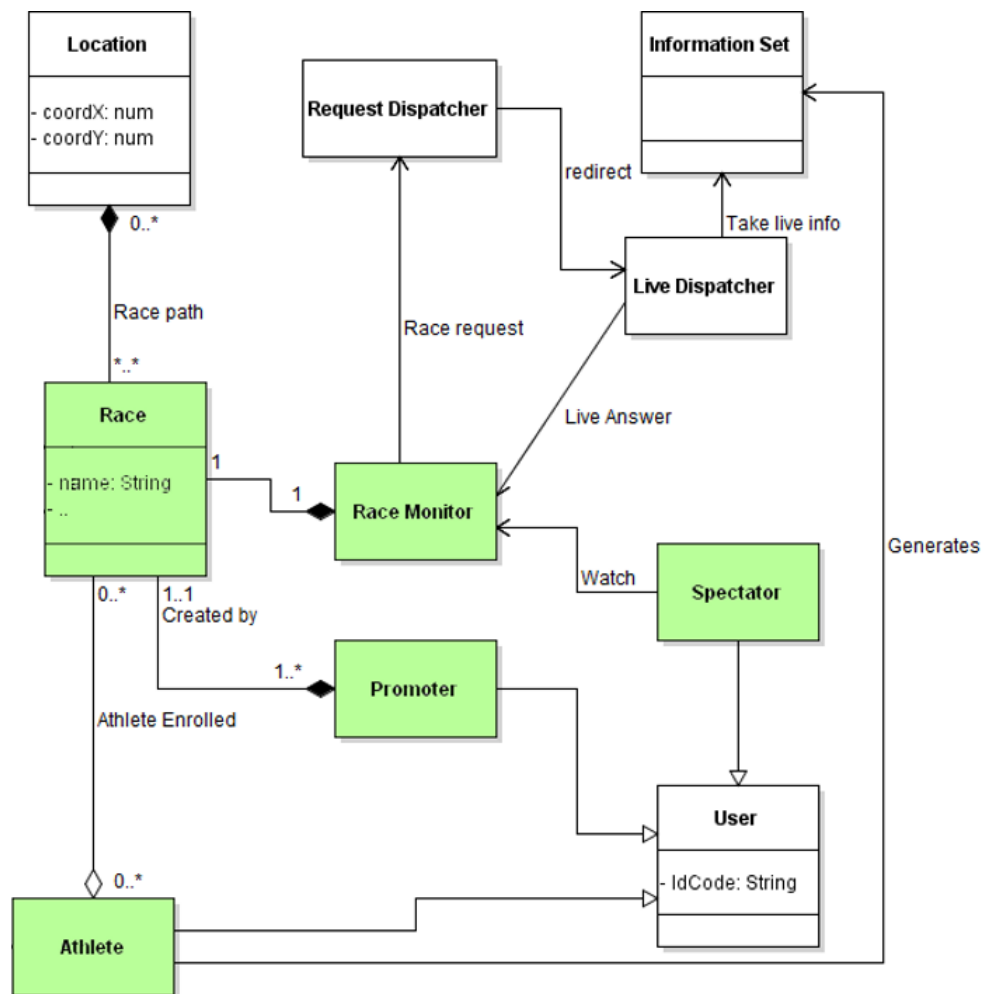 Location
- coordX: num
- coordY: num
0..*
Race path
*..*
Request Dispatcher
redirect
Information Set
Take live info
Live Dispatcher
Race request
Live Answer
Race
- name: String
- ..
1
1
Race Monitor
Watch
Spectator
Generates
0..*
1..1
Created by
1..*
Promoter
Athlete Enrolled
User
- IdCode: String
0..*
Athlete